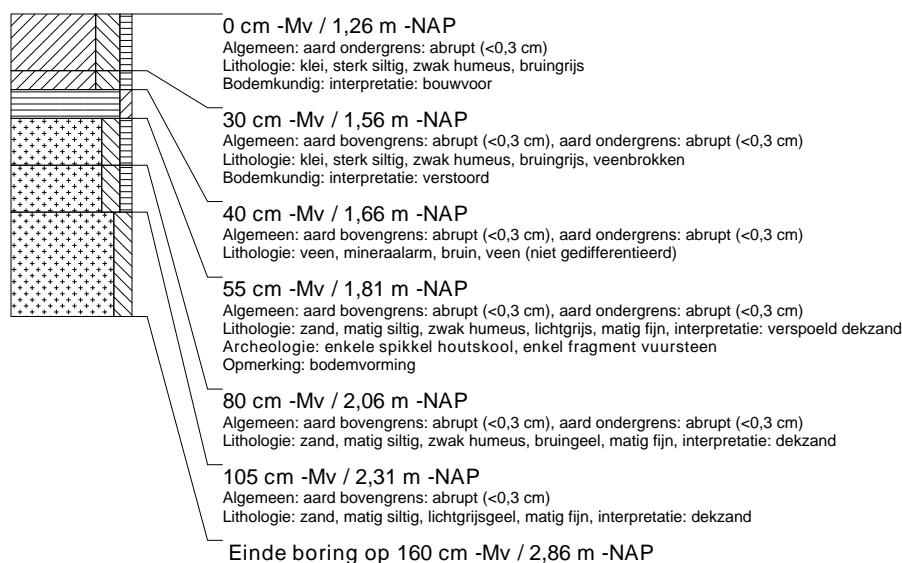 0 cm -Mv / 1,26 m -NAP
Algemeen: aard ondergrens: abrupt (<0,3 cm)
Lithologie: klei, sterk siltig, zwak humeus, bruingrijs
Bodemkundig: interpretatie: bouwvoor
30 cm -Mv / 1,56 m -NAP
Algemeen: aard bovengrens: abrupt (<0,3 cm), aard ondergrens: abrupt (<0,3 cm)
Lithologie: klei, sterk siltig, zwak humeus, bruingrijs, veenbrokken
Bodemkundig: interpretatie: verstoord
40 cm -Mv / 1,66 m -NAP
Algemeen: aard bovengrens: abrupt (<0,3 cm), aard ondergrens: abrupt (<0,3 cm)
Lithologie: veen, mineraalarm, bruin, veen (niet gedifferentieerd)
55 cm -Mv / 1,81 m -NAP
Algemeen: aard bovengrens: abrupt (<0,3 cm), aard ondergrens: abrupt (<0,3 cm)
Lithologie: zand, matig siltig, zwak humeus, lichtgrijs, matig fijn, interpretatie: verspoeld dekzand
Archeologie: enkele spikkel houtskool, enkel fragment vuursteen
Opmerking: bodemvorming
80 cm -Mv / 2,06 m -NAP
Algemeen: aard bovengrens: abrupt (<0,3 cm), aard ondergrens: abrupt (<0,3 cm)
Lithologie: zand, matig siltig, zwak humeus, bruingeel, matig fijn, interpretatie: dekzand
105 cm -Mv / 2,31 m -NAP
Algemeen: aard bovengrens: abrupt (<0,3 cm)
Lithologie: zand, matig siltig, lichtgrijsgeel, matig fijn, interpretatie: dekzand
Einde boring op 160 cm -Mv / 2,86 m -NAP